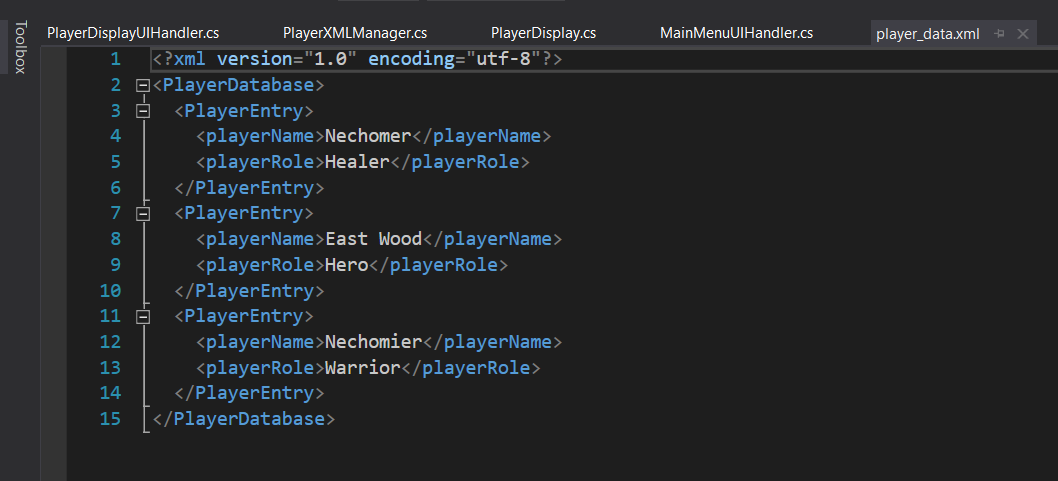 Toolbox
PlayerDisplayUIHandler.cs PlayerXMLManager.cs PlayerDisplay.cs MainMenuUIHandler.cs player_data.xml
1 <?xml version="1.0" encoding="utf-8"?>
2 <PlayerDatabase>
3 <PlayerEntry>
4 <playerName>Nechomer</playerName>
5 <playerRole>Healer</playerRole>
6 </PlayerEntry>
7 <PlayerEntry>
8 <playerName>East Wood</playerName>
9 <playerRole>Hero</playerRole>
10 </PlayerEntry>
11 <PlayerEntry>
12 <playerName>Nechomier</playerName>
13 <playerRole>Warrior</playerRole>
14 </PlayerEntry>
15 </PlayerDatabase>